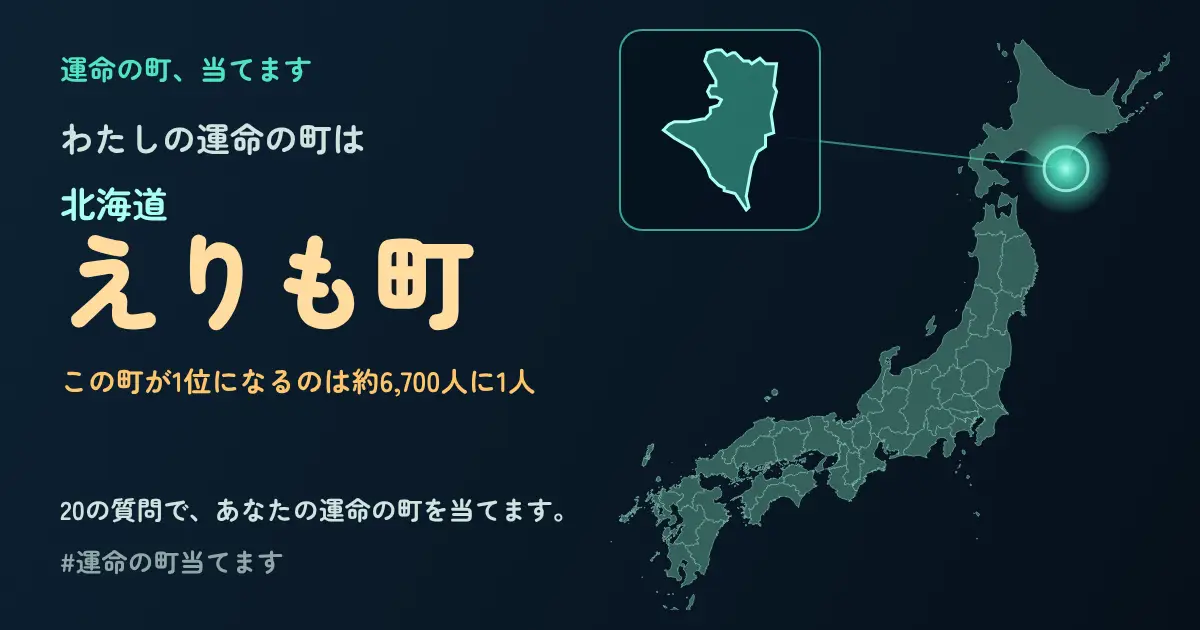 運命の町、当てます
わたしの運命の町は
北海道
えりも町
この町が1位になるのは約6,700人に1人
20の質問で、あなたの運命の町を当てます。
#運命の町当てます